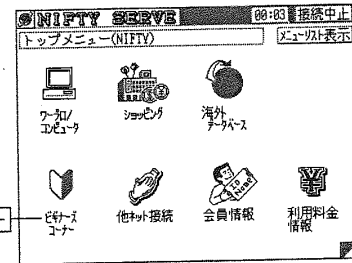 NIFTY SERVE 00:03 接続中止
トップメニュー(NIFTV) メニューリスト表示
ワープロ/
コンピュータ
ショッピング
海外
データベース
ビギナーズ
コーナー
他ネット接続
会員情報
利用料金
情報